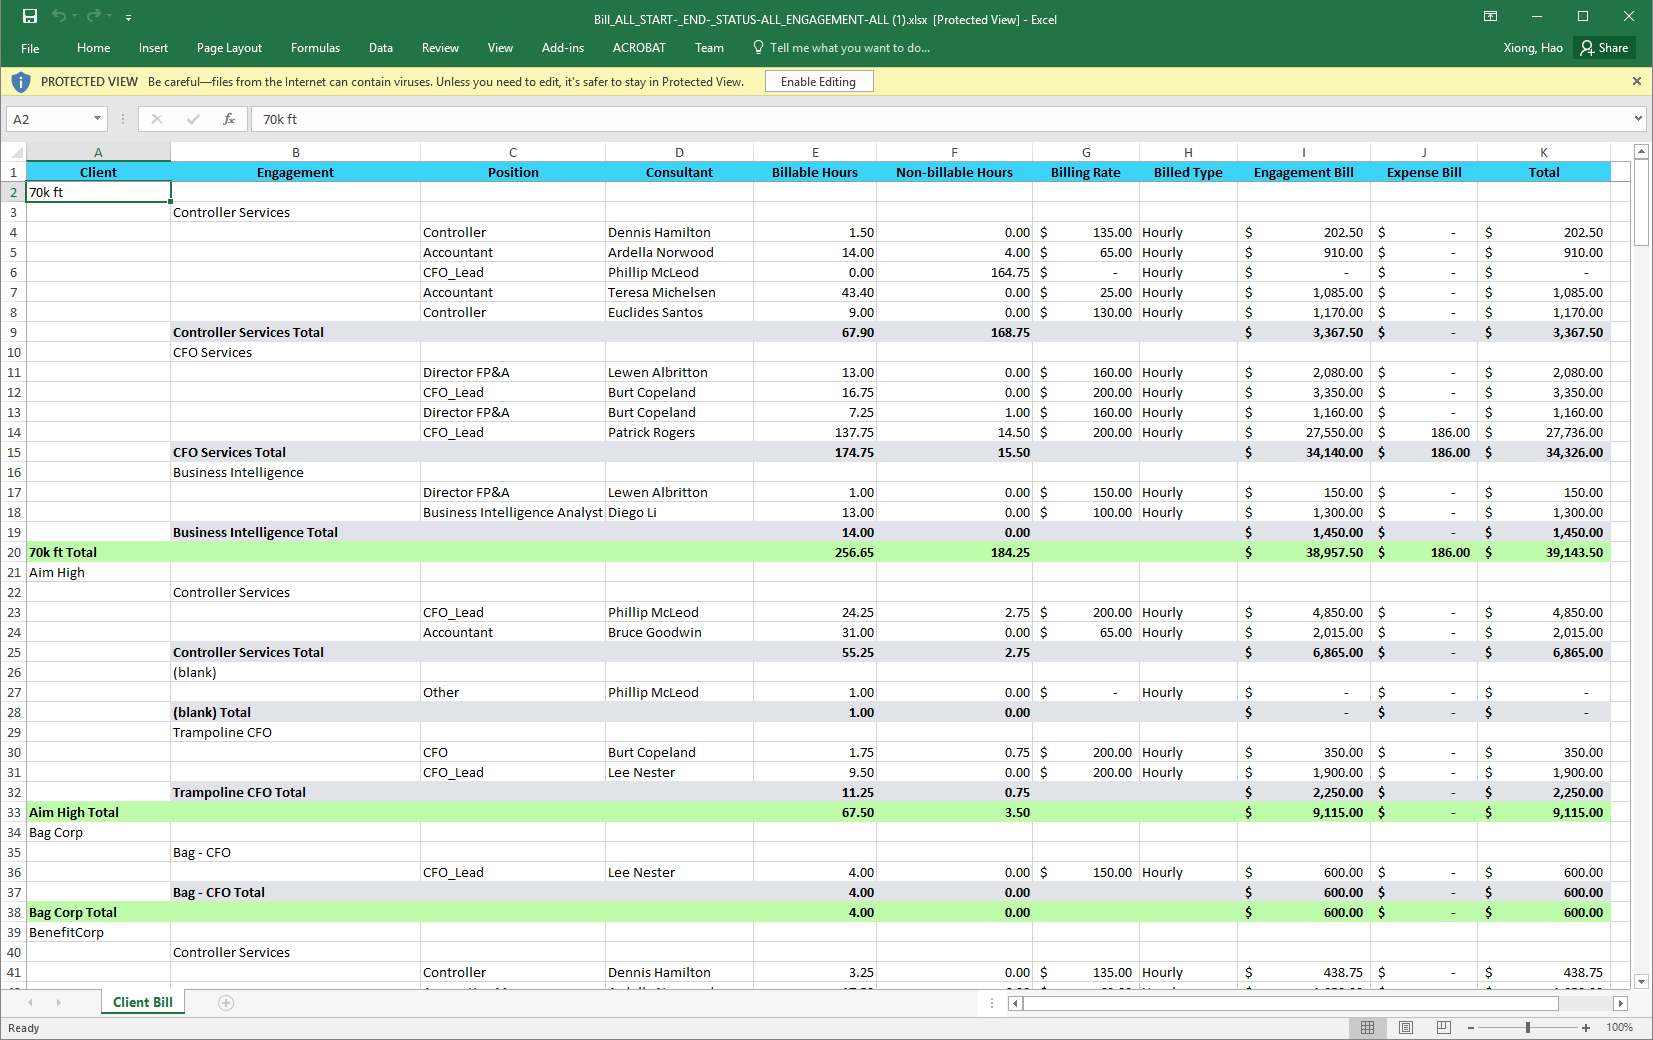 Bill_ALL_START-_END-_STATUS-ALL_ENGAGEMENT-ALL (1).xlsx [Protected View] - Excel
File Home Insert Page Layout Formulas Data Review View Add-ins ACROBAT Team Tell me what you want to do... Xiong, Hao Share
PROTECTED VIEW Be careful—files from the Internet can contain viruses. Unless you need to edit, it's safer to stay in Protected View. Enable Editing
A2 fx 70k ft
A B C D E F G H I J K
1 Client Engagement Position Consultant Billable Hours Non-billable Hours Billing Rate Billed Type Engagement Bill Expense Bill Total
2 70k ft
3 Controller Services
4 Controller Dennis Hamilton 1.50 0.00 $ 135.00 Hourly $ 202.50 $ - $ 202.50
5 Accountant Ardella Norwood 14.00 4.00 $ 65.00 Hourly $ 910.00 $ - $ 910.00
6 CFO_Lead Phillip McLeod 0.00 164.75 $ - Hourly $ - $ - $ -
7 Accountant Teresa Michelsen 43.40 0.00 $ 25.00 Hourly $ 1,085.00 $ - $ 1,085.00
8 Controller Euclides Santos 9.00 0.00 $ 130.00 Hourly $ 1,170.00 $ - $ 1,170.00
9 Controller Services Total 67.90 168.75 $ 3,367.50 $ - $ 3,367.50
10 CFO Services
11 Director FP&A Lewen Albritton 13.00 0.00 $ 160.00 Hourly $ 2,080.00 $ - $ 2,080.00
12 CFO_Lead Burt Copeland 16.75 0.00 $ 200.00 Hourly $ 3,350.00 $ - $ 3,350.00
13 Director FP&A Burt Copeland 7.25 1.00 $ 160.00 Hourly $ 1,160.00 $ - $ 1,160.00
14 CFO_Lead Patrick Rogers 137.75 14.50 $ 200.00 Hourly $ 27,550.00 $ 186.00 $ 27,736.00
15 CFO Services Total 174.75 15.50 $ 34,140.00 $ 186.00 $ 34,326.00
16 Business Intelligence
17 Director FP&A Lewen Albritton 1.00 0.00 $ 150.00 Hourly $ 150.00 $ - $ 150.00
18 Business Intelligence Analyst Diego Li 13.00 0.00 $ 100.00 Hourly $ 1,300.00 $ - $ 1,300.00
19 Business Intelligence Total 14.00 0.00 $ 1,450.00 $ - $ 1,450.00
20 70k ft Total 256.65 184.25 $ 38,957.50 $ 186.00 $ 39,143.50
21 Aim High
22 Controller Services
23 CFO_Lead Phillip McLeod 24.25 2.75 $ 200.00 Hourly $ 4,850.00 $ - $ 4,850.00
24 Accountant Bruce Goodwin 31.00 0.00 $ 65.00 Hourly $ 2,015.00 $ - $ 2,015.00
25 Controller Services Total 55.25 2.75 $ 6,865.00 $ - $ 6,865.00
26 (blank)
27 Other Phillip McLeod 1.00 0.00 $ - Hourly $ - $ - $ -
28 (blank) Total 1.00 0.00 $ - $ - $ -
29 Trampoline CFO
30 CFO Burt Copeland 1.75 0.75 $ 200.00 Hourly $ 350.00 $ - $ 350.00
31 CFO_Lead Lee Nester 9.50 0.00 $ 200.00 Hourly $ 1,900.00 $ - $ 1,900.00
32 Trampoline CFO Total 11.25 0.75 $ 2,250.00 $ - $ 2,250.00
33 Aim High Total 67.50 3.50 $ 9,115.00 $ - $ 9,115.00
34 Bag Corp
35 Bag - CFO
36 CFO_Lead Lee Nester 4.00 0.00 $ 150.00 Hourly $ 600.00 $ - $ 600.00
37 Bag - CFO Total 4.00 0.00 $ 600.00 $ - $ 600.00
38 Bag Corp Total 4.00 0.00 $ 600.00 $ - $ 600.00
39 BenefitCorp
40 Controller Services
41 Controller Dennis Hamilton 3.25 0.00 $ 135.00 Hourly $ 438.75 $ - $ 438.75
Client Bill
Ready 100%